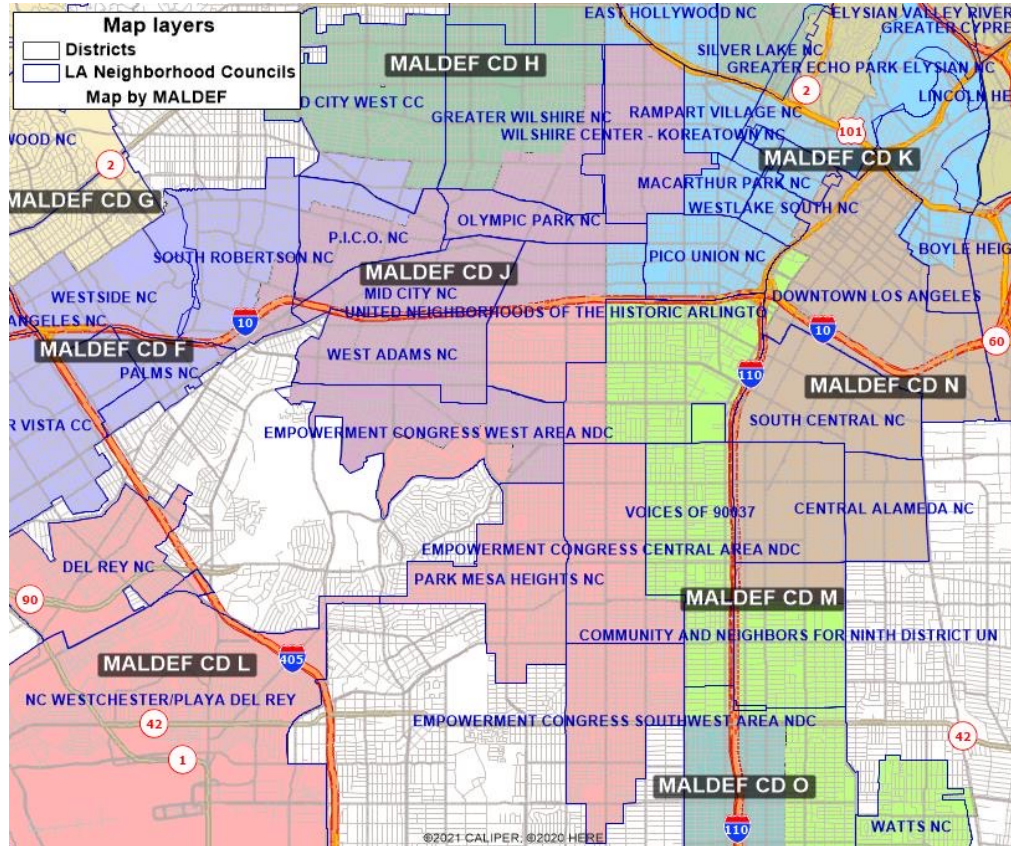 Map layers
Districts
LA Neighborhood Councils
Map by MALDEF
EAST HOLLYWOOD NC
ELYSIAN VALLEY RIVER
GREATER CYPRE
SILVER LAKE NC
MALDEF CD H
GREATER ECHO PARK ELYSIAN NC
2
LINCOLN HE
D CITY WEST CC
GREATER WILSHIRE NC
RAMPART VILLAGE NC
WILSHIRE CENTER - KOREATOWN NC
101
WOOD NC
2
MALDEF CD K
MACARTHUR PARK NC
MALDEF CD G
WESTLAKE SOUTH NC
OLYMPIC PARK NC
P.I.C.O. NC
SOUTH ROBERTSON NC
PICO UNION NC
BOYLE HEIG
MALDEF CD J
MID CITY NC
WESTSIDE NC
DOWNTOWN LOS ANGELES
UNITED NEIGHBORHOODS OF THE HISTORIC ARLINGTO
ANGELES NC
10
10
60
MALDEF CD F
WEST ADAMS NC
PALMS NC
110
MALDEF CD N
R VISTA CC
EMPOWERMENT CONGRESS WEST AREA NDC
SOUTH CENTRAL NC
VOICES OF 90037
CENTRAL ALAMEDA NC
EMPOWERMENT CONGRESS CENTRAL AREA NDC
DEL REY NC
PARK MESA HEIGHTS NC
90
MALDEF CD M
COMMUNITY AND NEIGHBORS FOR NINTH DISTRICT UN
MALDEF CD L
405
NC WESTCHESTER/PLAYA DEL REY
42
EMPOWERMENT CONGRESS SOUTHWEST AREA NDC
42
1
MALDEF CD O
110
WATTS NC
©2021 CALIPER; ©2020 HERE